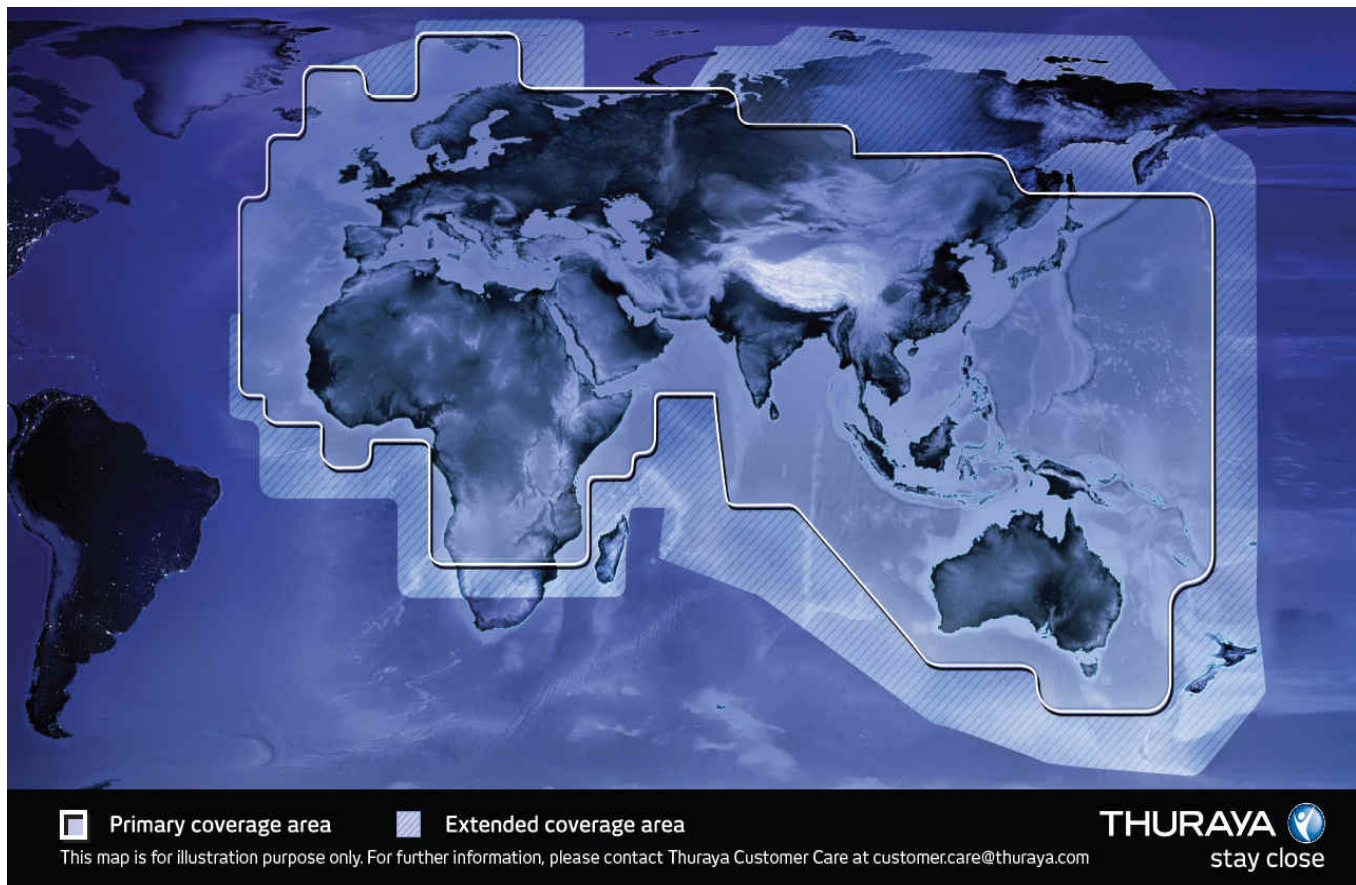 Primary coverage area
Extended coverage area
This map is for illustration purpose only. For further information, please contact Thuraya Customer Care at customer.care@thuraya.com
THURAYA
stay close